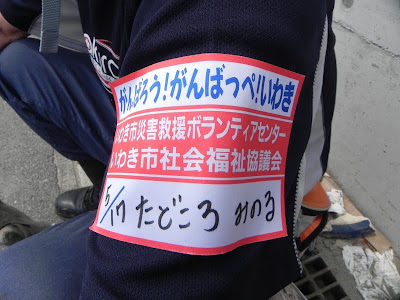 がんばろう！がんばっぺ！いわき
いわき市災害救援ボランティアセンター
いわき市社会福祉協議会
5/17 たどころ みのる